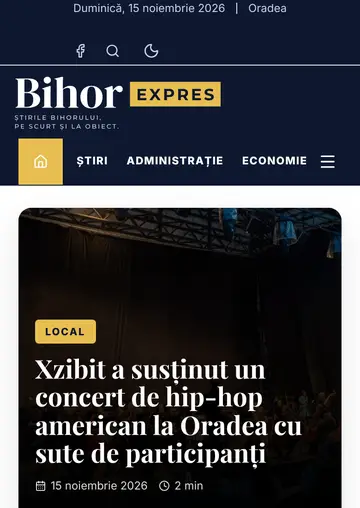 Duminică, 15 noiembrie 2026 | Oradea
Bihor EXPRES
ȘTIRILE BIHORULUI,
PE SCURT ȘI LA OBIECT.
ȘTIRI ADMINISTRAȚIE ECONOMIE
LOCAL
Xzibit a susținut un
concert de hip-hop
american la Oradea cu
sute de participanți
15 noiembrie 2026 2 min